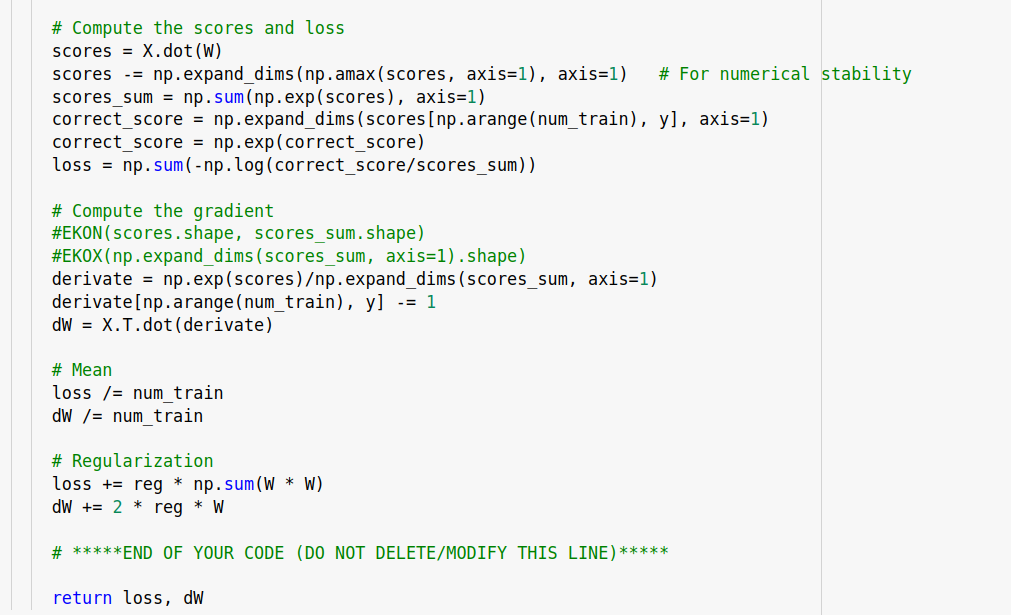 # Compute the scores and loss
scores = X.dot(W)
scores -= np.expand_dims(np.amax(scores, axis=1), axis=1)   # For numerical stability
scores_sum = np.sum(np.exp(scores), axis=1)
correct_score = np.expand_dims(scores[np.arange(num_train), y], axis=1)
correct_score = np.exp(correct_score)
loss = np.sum(-np.log(correct_score/scores_sum))

# Compute the gradient
#EKON(scores.shape, scores_sum.shape)
#EKOX(np.expand_dims(scores_sum, axis=1).shape)
derivate = np.exp(scores)/np.expand_dims(scores_sum, axis=1)
derivate[np.arange(num_train), y] -= 1
dW = X.T.dot(derivate)

# Mean
loss /= num_train
dW /= num_train

# Regularization
loss += reg * np.sum(W * W)
dW += 2 * reg * W

# *****END OF YOUR CODE (DO NOT DELETE/MODIFY THIS LINE)*****

return loss, dW